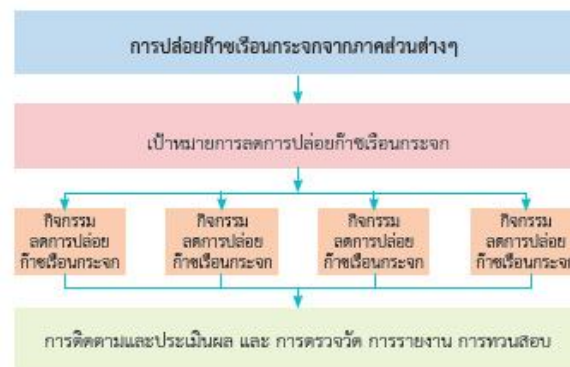 การปล่อยก๊าซเรือนกระจกจากภาคส่วนต่างๆ
เป้าหมายการลดการปล่อยก๊าซเรือนกระจก
กิจกรรม
ลดการปล่อย
ก๊าซเรือนกระจก
กิจกรรม
ลดการปล่อย
ก๊าซเรือนกระจก
กิจกรรม
ลดการปล่อย
ก๊าซเรือนกระจก
กิจกรรม
ลดการปล่อย
ก๊าซเรือนกระจก
การติดตามและประเมินผล และ การตรวจวัด การรายงาน การทวนสอบ